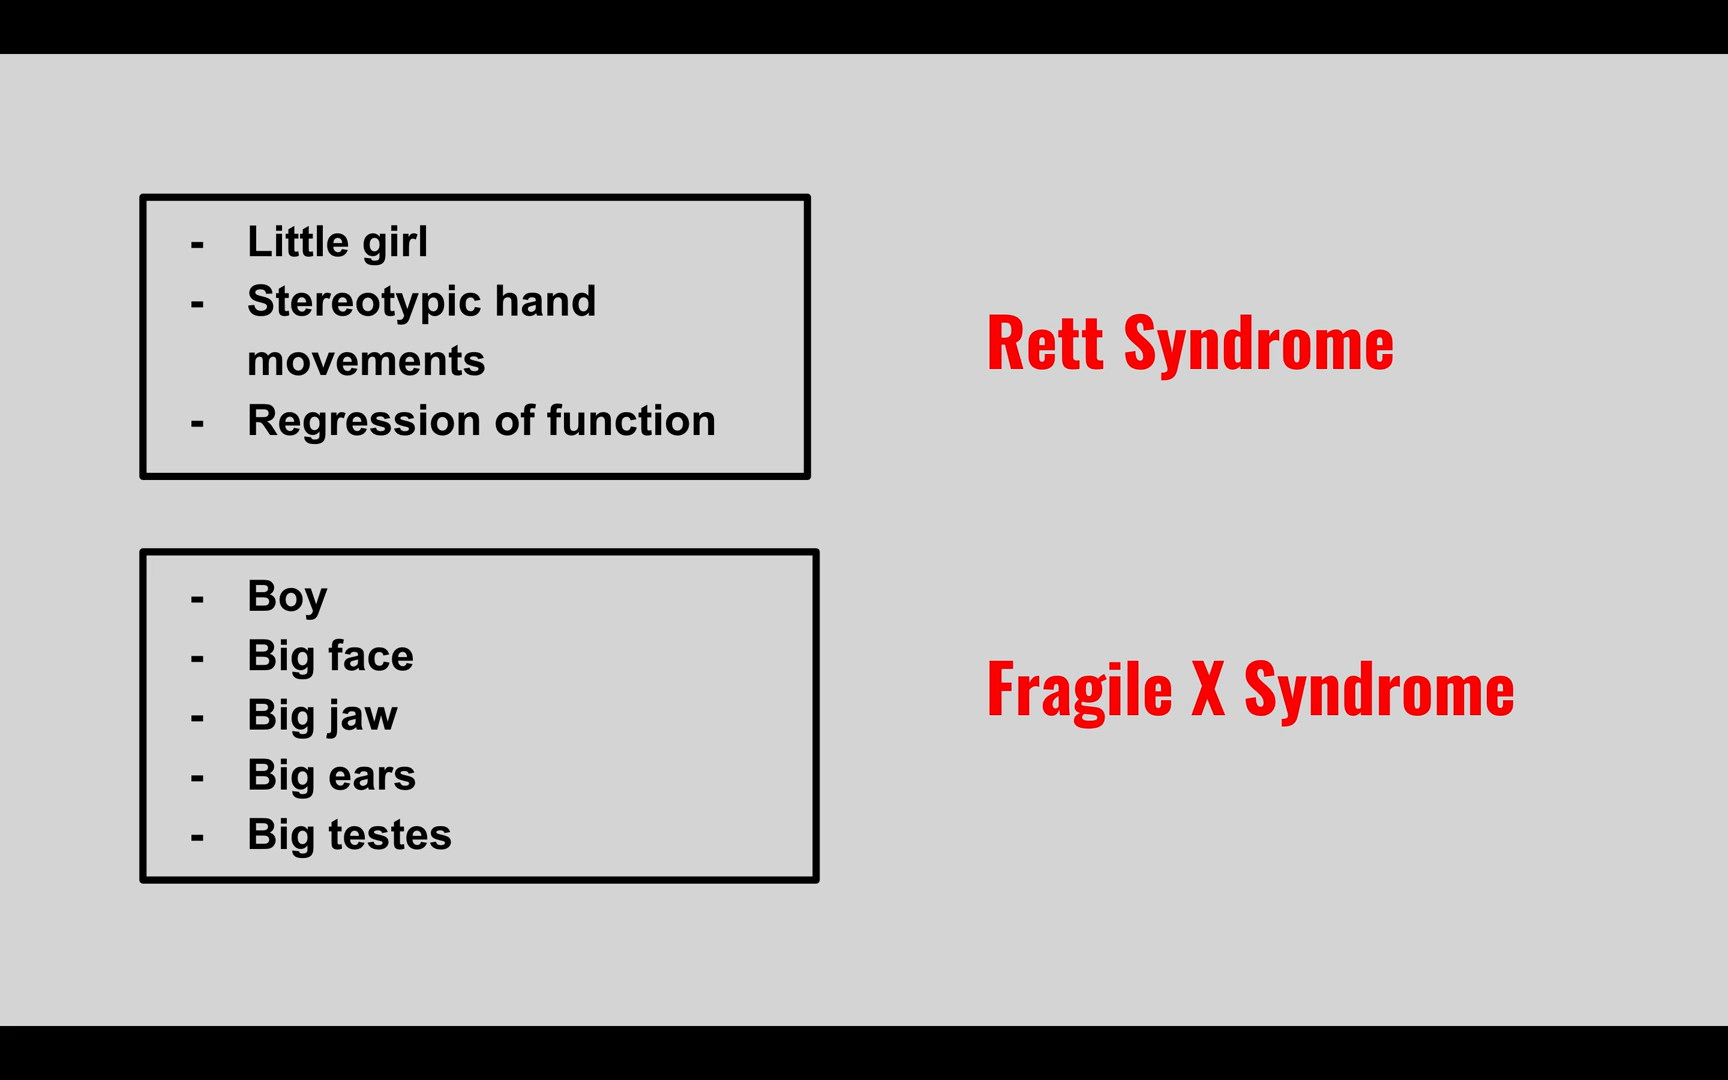 - Little girl
- Stereotypic hand
movements
- Regression of function
Rett Syndrome
- Boy
- Big face
- Big jaw
- Big ears
- Big testes
Fragile X Syndrome